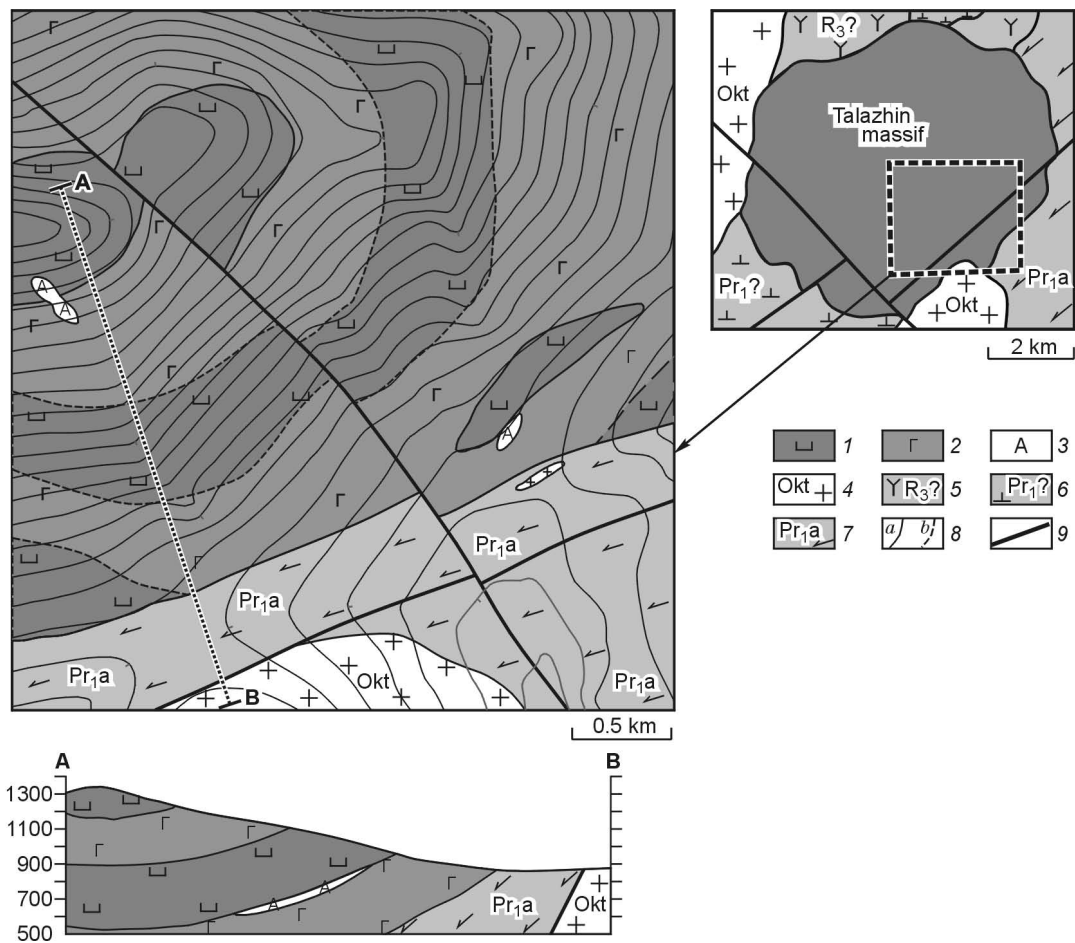 A
A
A
A
Pr₁a
Pr₁a
Pr₁a
Pr₁a
Okt
B
0.5 km
R₃?
Okt
Talazhin
massif
Pr₁?
Okt
Pr₁a
2 km
1
2
A 3
Okt 4
R₃? 5
Pr₁? 6
Pr₁a 7
a b 8
9
A B
1300
1100
900
700
500
A
A
Pr₁a
Okt